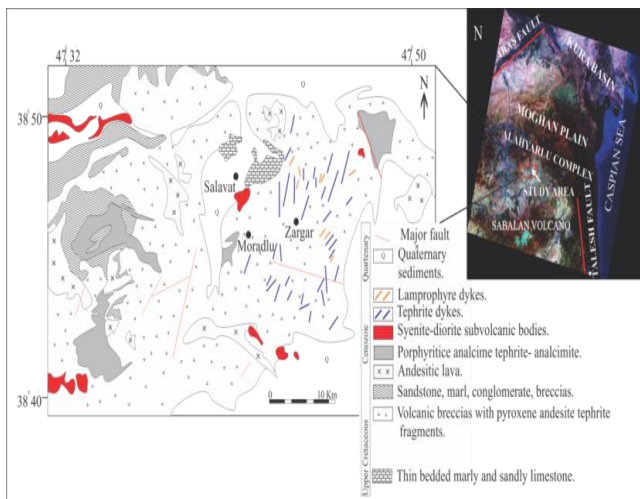 47 32
47 50
N
38 50
Q
Q
Salavat
Q
Zargar
Moradlu
38 40
Q
0
10 Km
N
FAULT
KURA BASIN
MOGHAN PLAIN
ALAHYARLU COMPLEX
CASPIAN SEA
STUDY AREA
SABALAN VOLCANO
TALESH FAULT
Quaternary
Cenozoic
Upper Cretaceous
Major fault
Q
Quaternary
sediments.
Lamprophyre dykes.
Tephrite dykes.
Syenite-diorite subvolcanic bodies.
Porphyritice analcime tephrite- analcimite.
Andesitic lava.
Sandstone, marl, conglomerate, breccias.
Volcanic breccias with pyroxene andesite tephrite
fragments.
Thin bedded marly and sandly limestone.